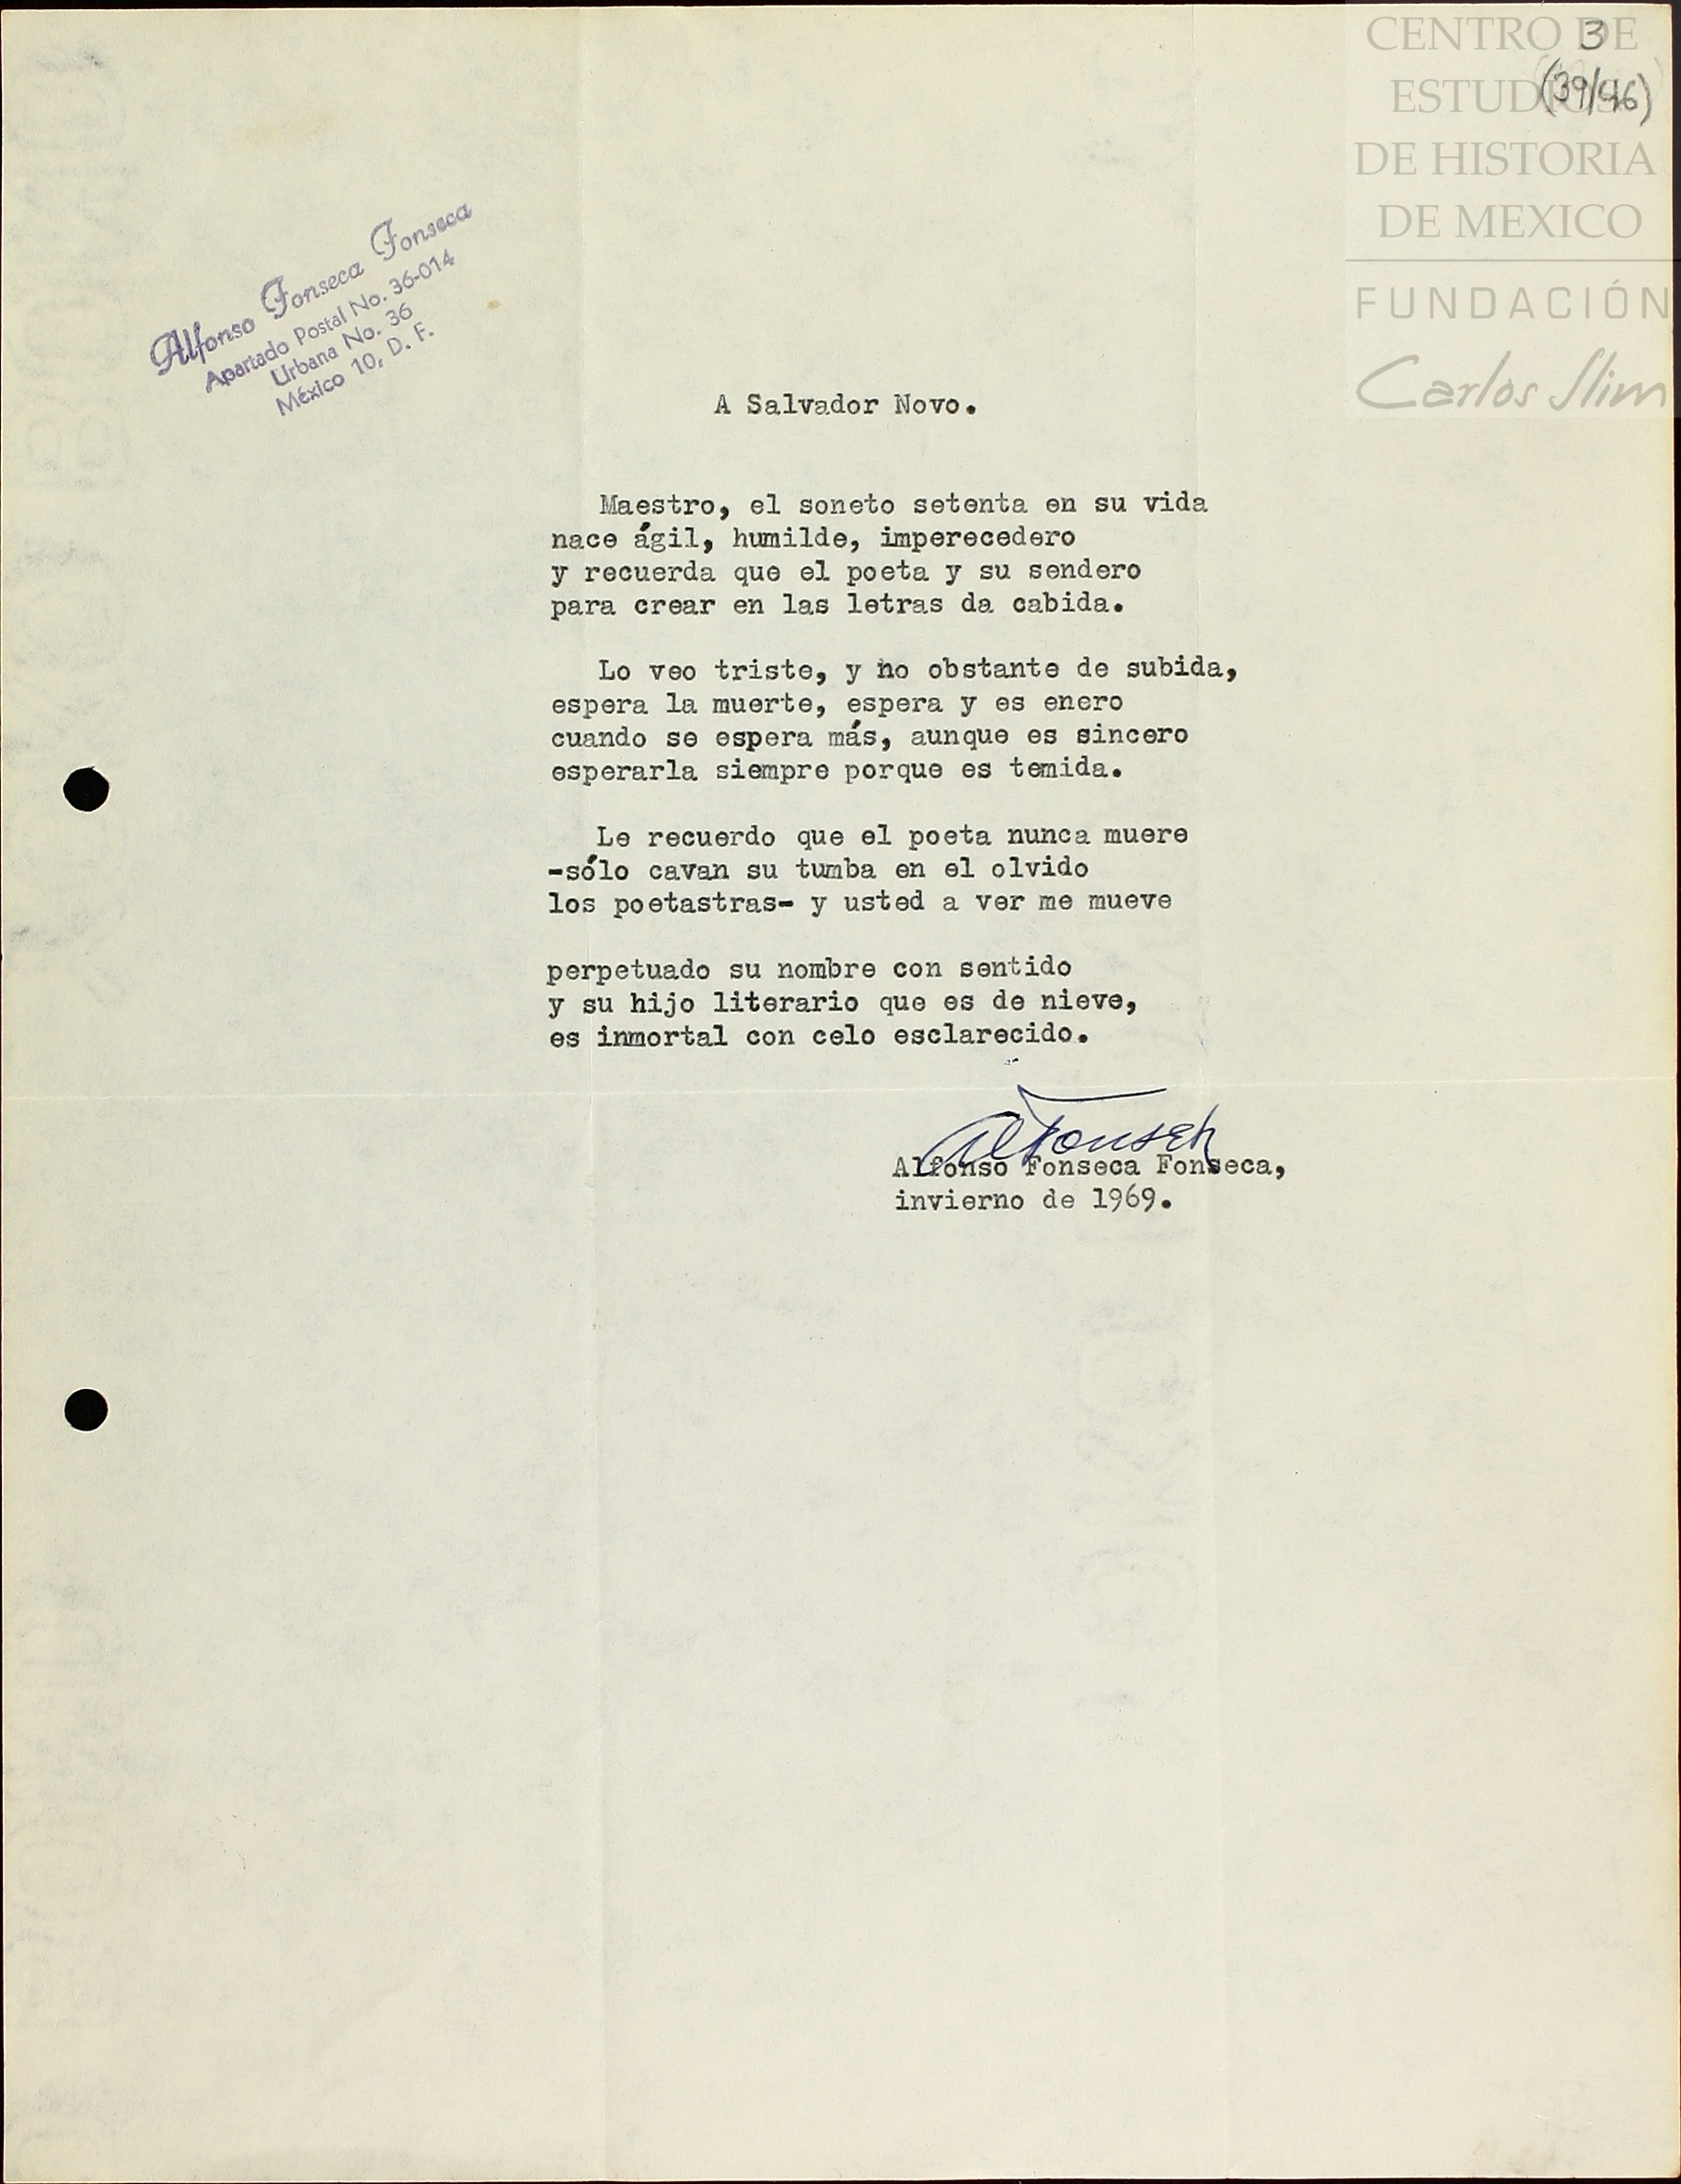 3
(39/46)
CENTRO DE
ESTUDIOS
DE HISTORIA
DE MEXICO
FUNDACIÓN
Carlos Slim
Alfonso Fonseca Fonseca
Apartado Postal No. 36-014
Urbana No. 36
México 10, D. F.
A Salvador Novo.
Maestro, el soneto setenta en su vida
nace ágil, humilde, imperecedero
y recuerda que el poeta y su sendero
para crear en las letras da cabida.
Lo veo triste, y no obstante de subida,
espera la muerte, espera y es enero
cuando se espera más, aunque es sincero
esperarla siempre porque es temida.
Le recuerdo que el poeta nunca muere
-sólo cavan su tumba en el olvido
los poetastras- y usted a ver me mueve
perpetuado su nombre con sentido
y su hijo literario que es de nieve,
es inmortal con celo esclarecido.
Alfonso Fonseca Fonseca,
invierno de 1969.